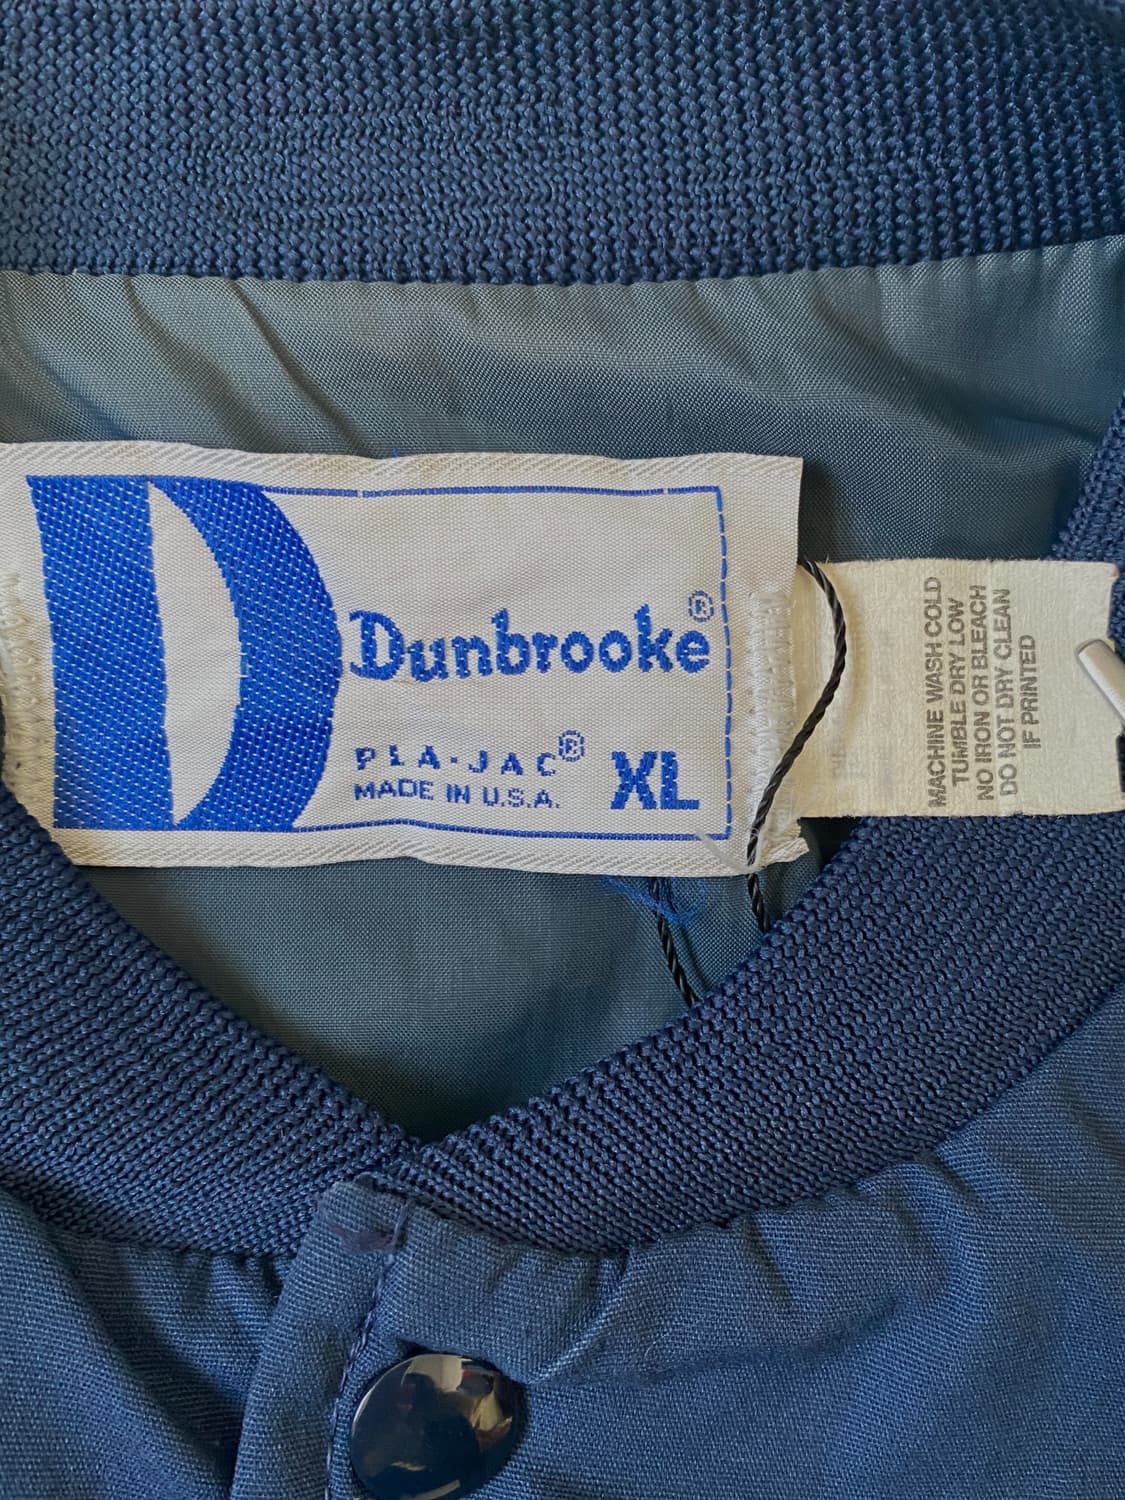 Dunbrooke®
PLA-JAC®
MADE IN U.S.A.
XL
MACHINE WASH COLD
TUMBLE DRY LOW
NO IRON OR BLEACH
DO NOT DRY CLEAN
IF PRINTED